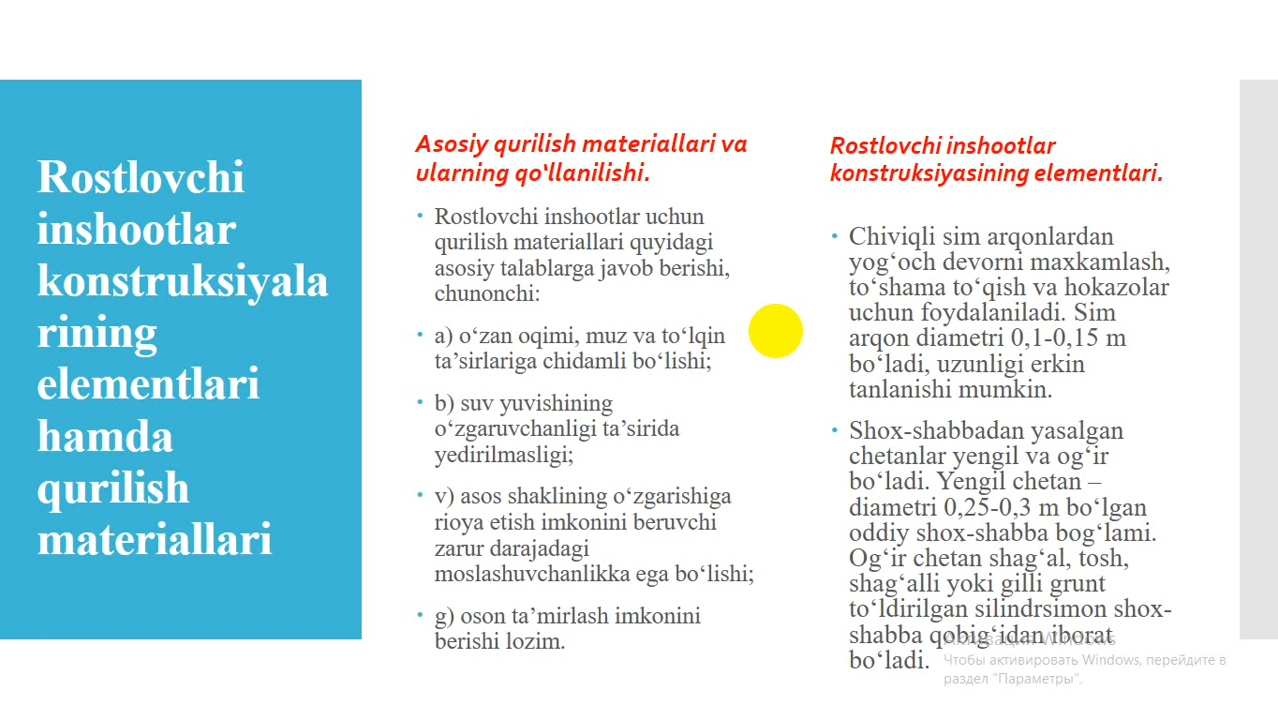 Rostlovchi
inshootlar
konstruksiyala
rining
elementlari
hamda
qurilish
materiallari
Asosiy qurilish materiallari va
ularning qo‘llanilishi.
• Rostlovchi inshootlar uchun
qurilish materiallari quyidagi
asosiy talablarga javob berishi,
chunonchi:
• a) o‘zan oqimi, muz va to‘lqin
ta’sirlariga chidamli bo‘lishi;
• b) suv yuvishining
o‘zgaruvchanligi ta’sirida
yedirilmasligi;
• v) asos shaklining o‘zgarishiga
rioya etish imkonini beruvchi
zarur darajadagi
moslashuvchanlikka ega bo‘lishi;
• g) oson ta’mirlash imkonini
berishi lozim.
Rostlovchi inshootlar
konstruksiyasining elementlari.
• Chiviqli sim arqonlardan
yog‘och devorni maxkamlash,
to‘shama to‘qish va hokazolar
uchun foydalaniladi. Sim
arqon diametri 0,1-0,15 m
bo‘ladi, uzunligi erkin
tanlanishi mumkin.
• Shox-shabbadan yasalgan
chetanlar yengil va og‘ir
bo‘ladi. Yengil chetan –
diametri 0,25-0,3 m bo‘lgan
oddiy shox-shabba bog‘lami.
Og‘ir chetan shag‘al, tosh,
shag‘alli yoki gilli grunt
to‘ldirilgan silindrsimon shox-
shabba qobig‘idan iborat
bo‘ladi.
Активация Windows
Чтобы активировать Windows, перейдите в
раздел "Параметры".